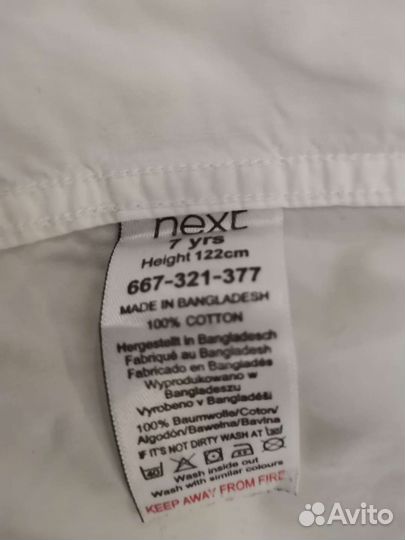 next
7 yrs
Height 122cm
667-321-377
MADE IN BANGLADESH
100% COTTON
Hergestellt in Bangladesch
Fabriqué au Bangladesh
Fabricado en Bangladés
Wyprodukowano w
Bangladeszu
Vyrobeno v Bangladéši
100% Baumwolle/Coton/
Algodón/Bawełna/Bavlna
IF IT'S NOT DIRTY WASH AT
Wash inside out
Wash with similar colours
KEEP AWAY FROM FIRE
Avito